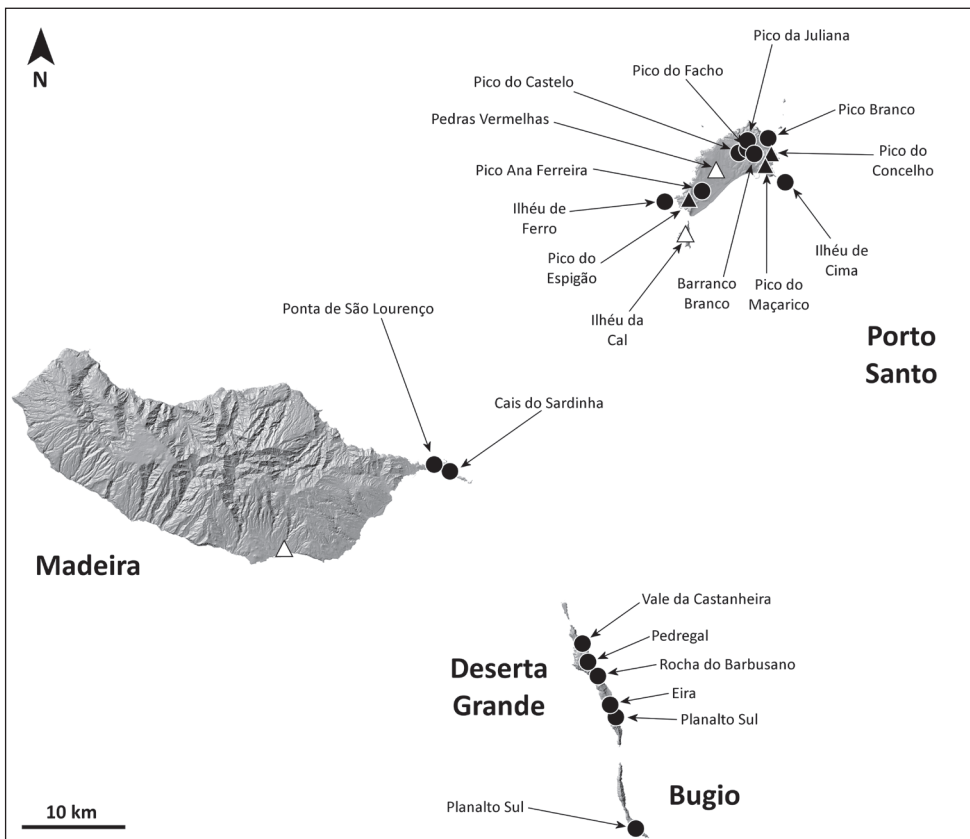 N
Pico da Juliana
Pico do Facho
Pico do Castelo
Pico Branco
Pedras Vermelhas
Pico do
Concelho
Pico Ana Ferreira
Ilhéu de
Ferro
Pico do
Espigão
Barranco
Branco
Pico do
Maçarico
Ilhéu de
Cima
Ilhéu da
Cal
Ponta de São Lourenço
Porto
Santo
Cais do Sardinha
Madeira
Vale da Castanheira
Pedregal
Rocha do Barbusano
Eira
Planalto Sul
Deserta
Grande
Bugio
Planalto Sul
10 km